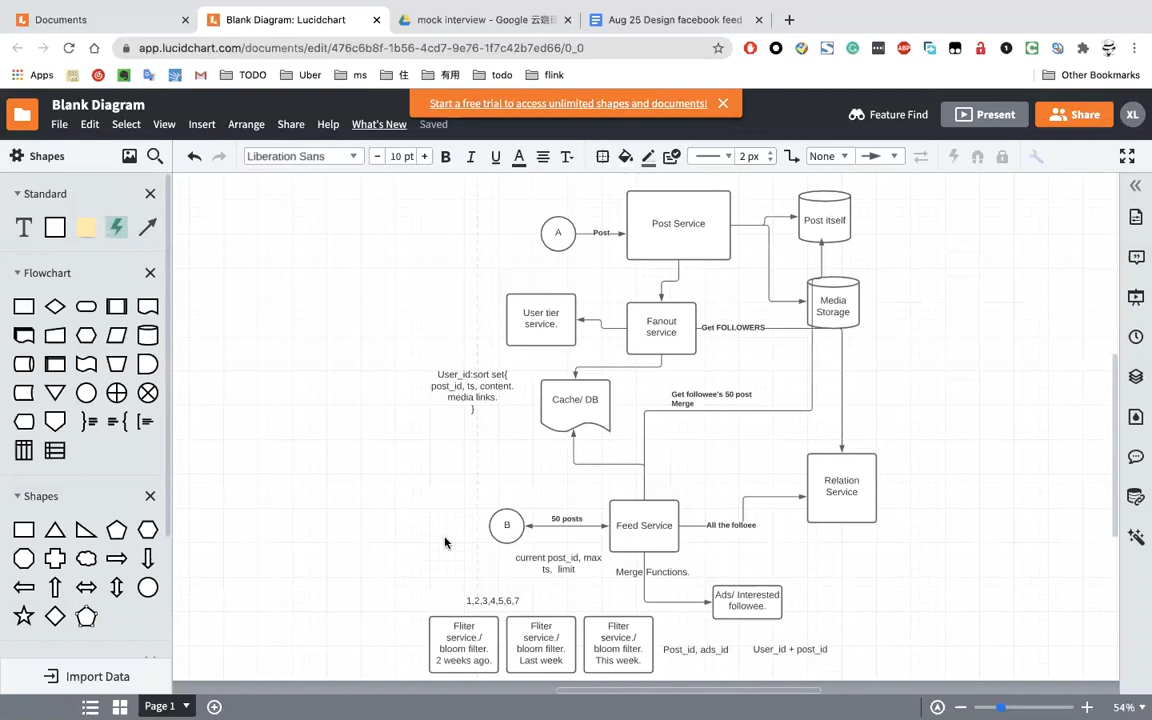 Documents
Blank Diagram: Lucidchart
mock interview - Google 云端硬
Aug 25 Design facebook feed
app.lucidchart.com/documents/edit/476c6b8f-1b56-4cd7-9e76-1f7c42b7ed66/0_0
Apps
TODO
Uber
ms
住
有用
todo
flink
Other Bookmarks
Blank Diagram
Start a free trial to access unlimited shapes and documents!
File
Edit
Select
View
Insert
Arrange
Share
Help
What's New
Saved
Feature Find
Present
Share
XL
Shapes
Liberation Sans
10 pt
2 px
None
Standard
Flowchart
Shapes
Import Data
A
Post
Post Service
Post itself
Media
Storage
User tier
service.
Fanout
service
Get FOLLOWERS
User_id:sort set{
post_id, ts, content.
media links.
}
Cache/ DB
Get followee's 50 post
Merge
Relation
Service
B
50 posts
Feed Service
All the folloee
current post_id, max
ts, limit
Merge Functions.
Ads/ Interested
followee.
1,2,3,4,5,6,7
Fliter
service./
bloom filter.
2 weeks ago.
Fliter
service./
bloom filter.
Last week
Fliter
service./
bloom filter.
This week.
Post_id, ads_id
User_id + post_id
Page 1
54%